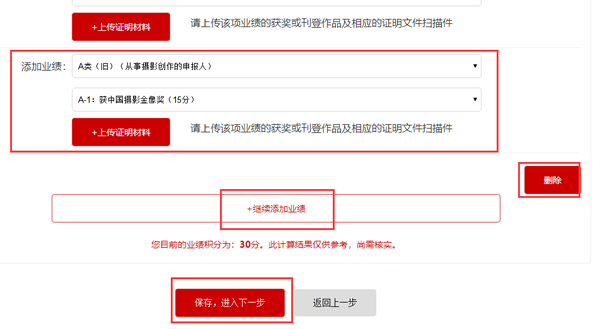 +上传证明材料 请上传该项业绩的获奖或刊登作品及相应的证明文件扫描件
添加业绩： A类（旧）（从事摄影创作的申报人）
A-1：获中国摄影金像奖（15分）
+上传证明材料 请上传该项业绩的获奖或刊登作品及相应的证明文件扫描件
删除
+继续添加业绩
您目前的业绩积分为：30分。此计算结果仅供参考，尚需核实。
保存，进入下一步 返回上一步